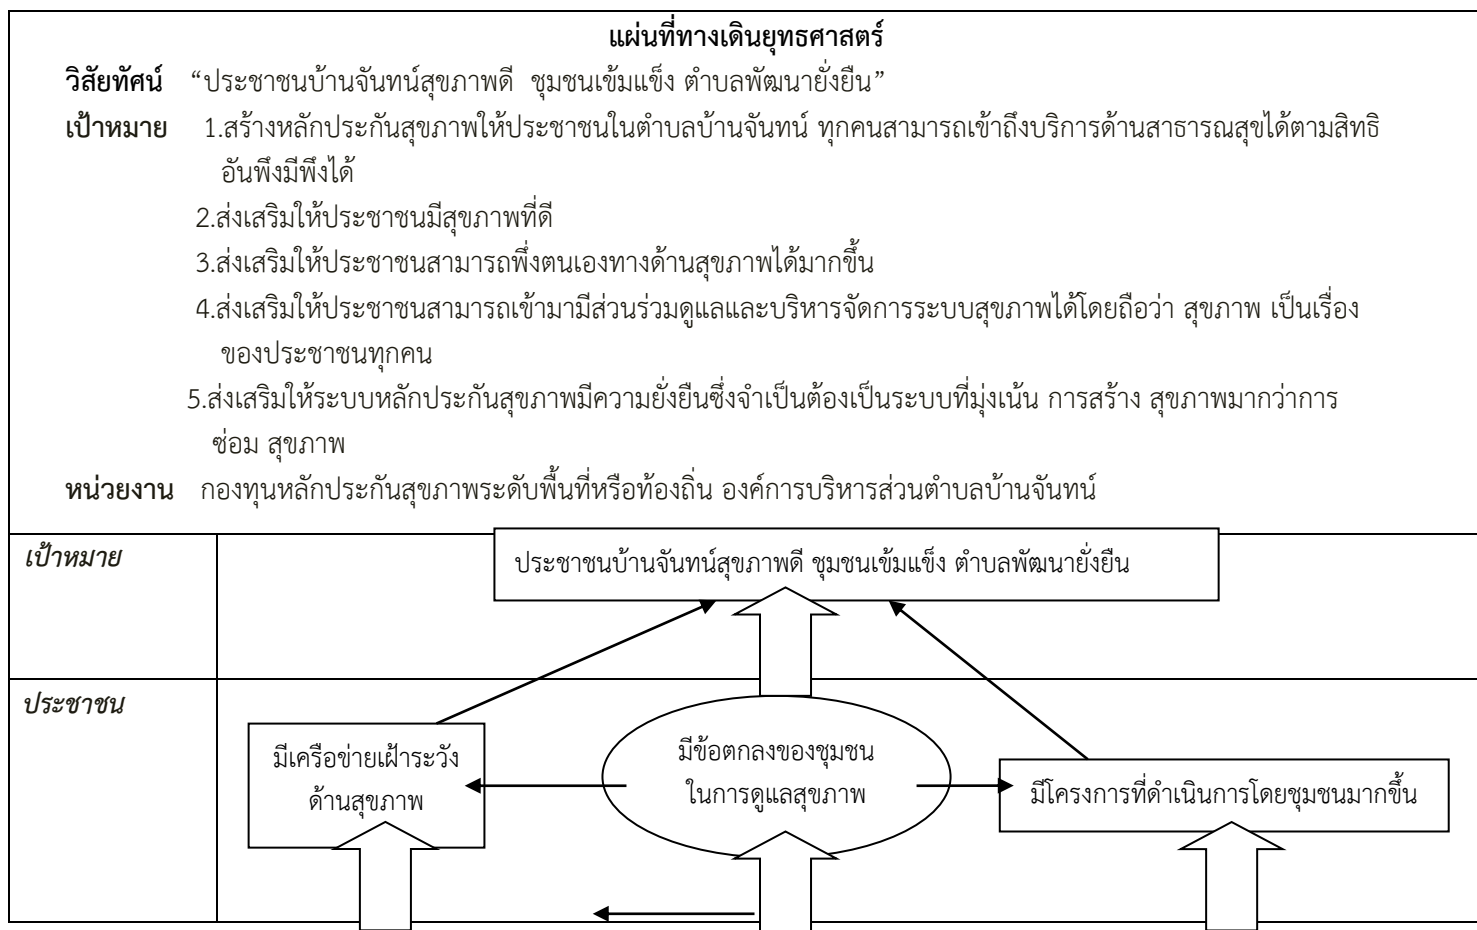 แผ่นที่ทางเดินยุทธศาสตร์
วิสัยทัศน์ “ประชาชนบ้านจันทน์สุขภาพดี ชุมชนเข้มแข็ง ตำบลพัฒนายั่งยืน”
เป้าหมาย 1.สร้างหลักประกันสุขภาพให้ประชาชนในตำบลบ้านจันทน์ ทุกคนสามารถเข้าถึงบริการด้านสาธารณสุขได้ตามสิทธิ
อันพึงมีพึงได้
2.ส่งเสริมให้ประชาชนมีสุขภาพที่ดี
3.ส่งเสริมให้ประชาชนสามารถพึ่งตนเองทางด้านสุขภาพได้มากขึ้น
4.ส่งเสริมให้ประชาชนสามารถเข้ามามีส่วนร่วมดูแลและบริหารจัดการระบบสุขภาพได้โดยถือว่า สุขภาพ เป็นเรื่อง
ของประชาชนทุกคน
5.ส่งเสริมให้ระบบหลักประกันสุขภาพมีความยั่งยืนซึ่งจำเป็นต้องเป็นระบบที่มุ่งเน้น การสร้าง สุขภาพมากว่าการ
ซ่อม สุขภาพ
หน่วยงาน กองทุนหลักประกันสุขภาพระดับพื้นที่หรือท้องถิ่น องค์การบริหารส่วนตำบลบ้านจันทน์
เป้าหมาย
ประชาชนบ้านจันทน์สุขภาพดี ชุมชนเข้มแข็ง ตำบลพัฒนายั่งยืน
ประชาชน
มีเครือข่ายเฝ้าระวัง
ด้านสุขภาพ
มีข้อตกลงของชุมชน
ในการดูแลสุขภาพ
มีโครงการที่ดำเนินการโดยชุมชนมากขึ้น